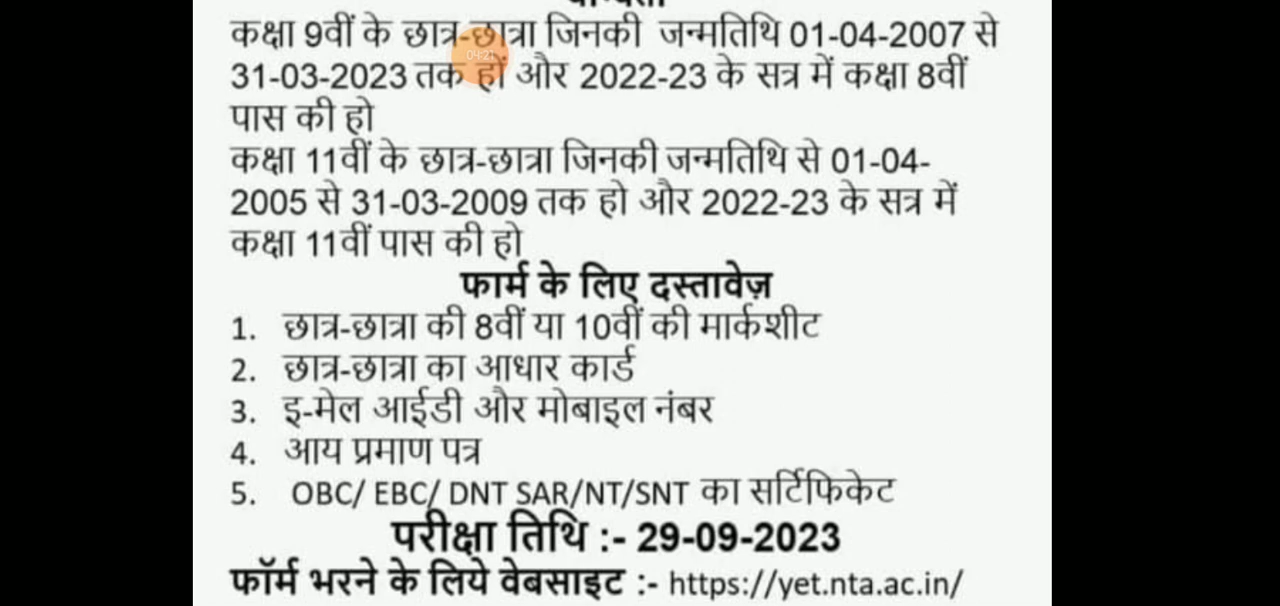 कक्षा 9वीं के छात्र-छात्रा जिनकी जन्मतिथि 01-04-2007 से
31-03-2023 तक हों और 2022-23 के सत्र में कक्षा 8वीं
पास की हो
कक्षा 11वीं के छात्र-छात्रा जिनकी जन्मतिथि से 01-04-
2005 से 31-03-2009 तक हो और 2022-23 के सत्र में
कक्षा 11वीं पास की हो
फार्म के लिए दस्तावेज़
1. छात्र-छात्रा की 8वीं या 10वीं की मार्कशीट
2. छात्र-छात्रा का आधार कार्ड
3. इ-मेल आईडी और मोबाइल नंबर
4. आय प्रमाण पत्र
5. OBC/ EBC/ DNT SAR/NT/SNT का सर्टिफिकेट
परीक्षा तिथि :- 29-09-2023
फॉर्म भरने के लिये वेबसाइट :- https://yet.nta.ac.in/